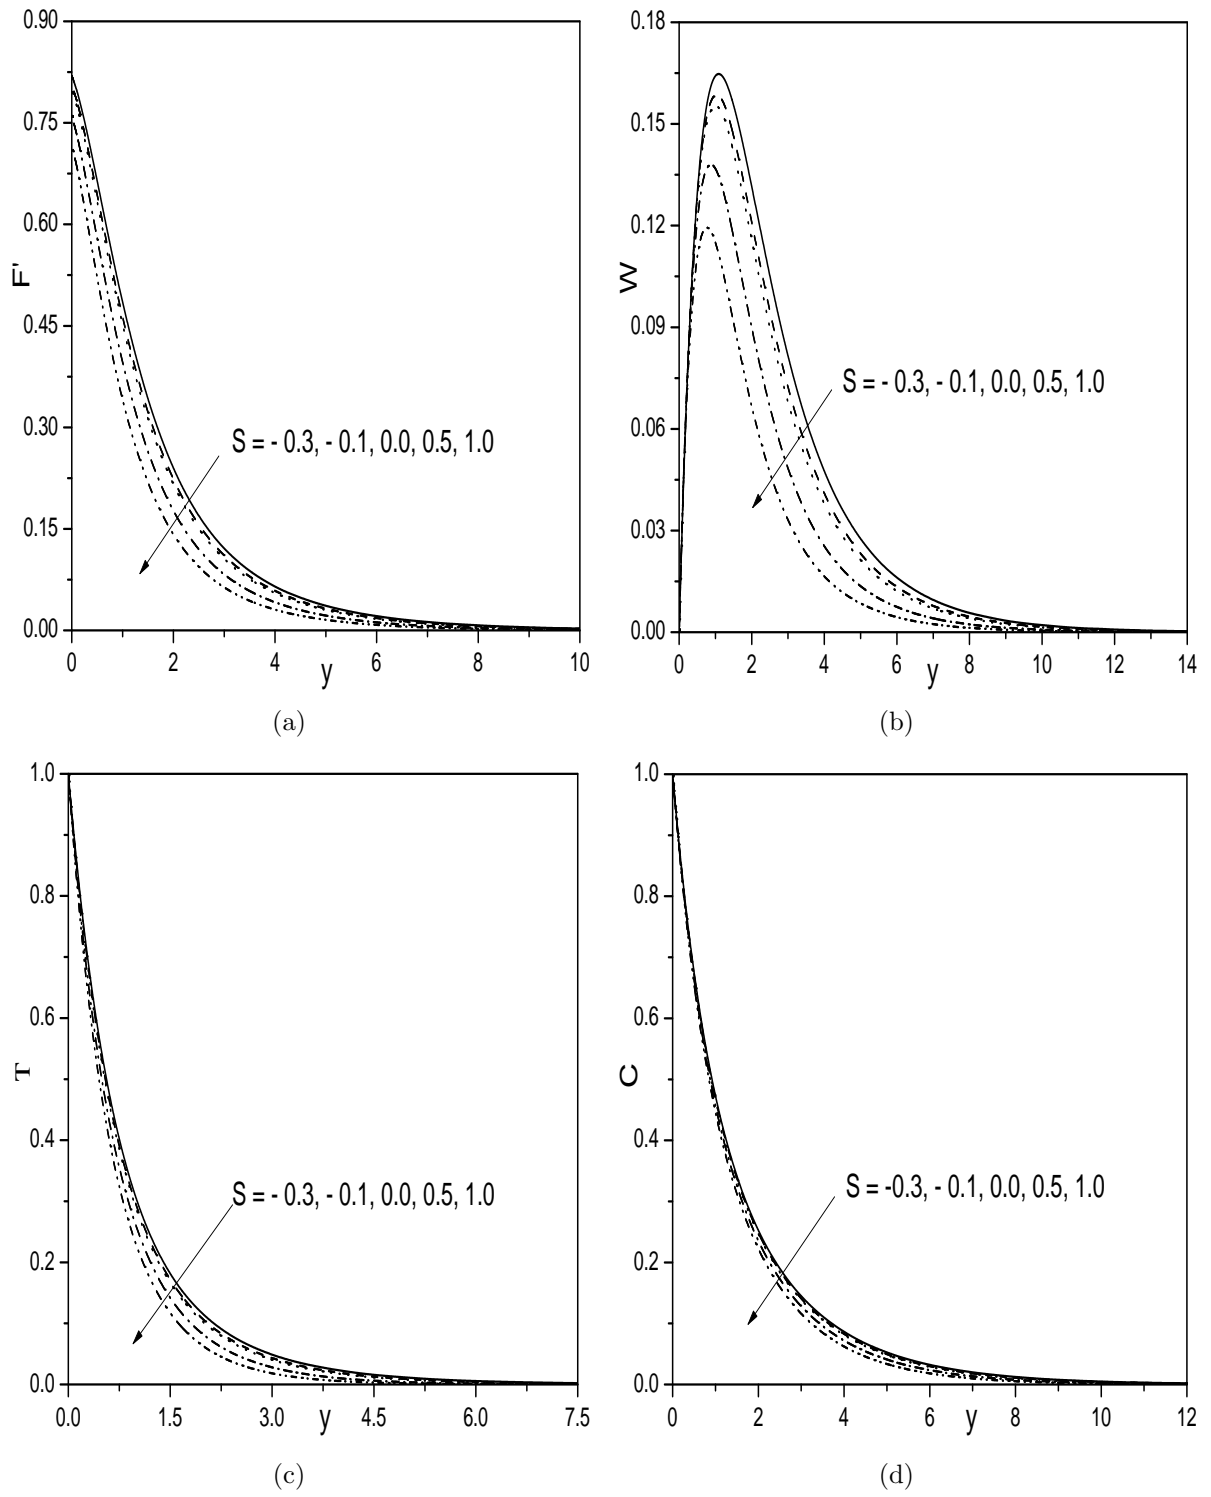 0.90
0.75
0.60
0.45
0.30
0.15
0.00
F'
S = - 0.3, - 0.1, 0.0, 0.5, 1.0
0 2 4 6 8 10
y
(a)
0.18
0.15
0.12
0.09
0.06
0.03
0.00
W
S = - 0.3, - 0.1, 0.0, 0.5, 1.0
0 2 4 6 8 10 12 14
y
(b)
1.0
0.8
0.6
0.4
0.2
0.0
T
S = - 0.3, - 0.1, 0.0, 0.5, 1.0
0.0 1.5 3.0 4.5 6.0 7.5
y
(c)
1.0
0.8
0.6
0.4
0.2
0.0
C
S = -0.3, - 0.1, 0.0, 0.5, 1.0
0 2 4 6 8 10 12
y
(d)